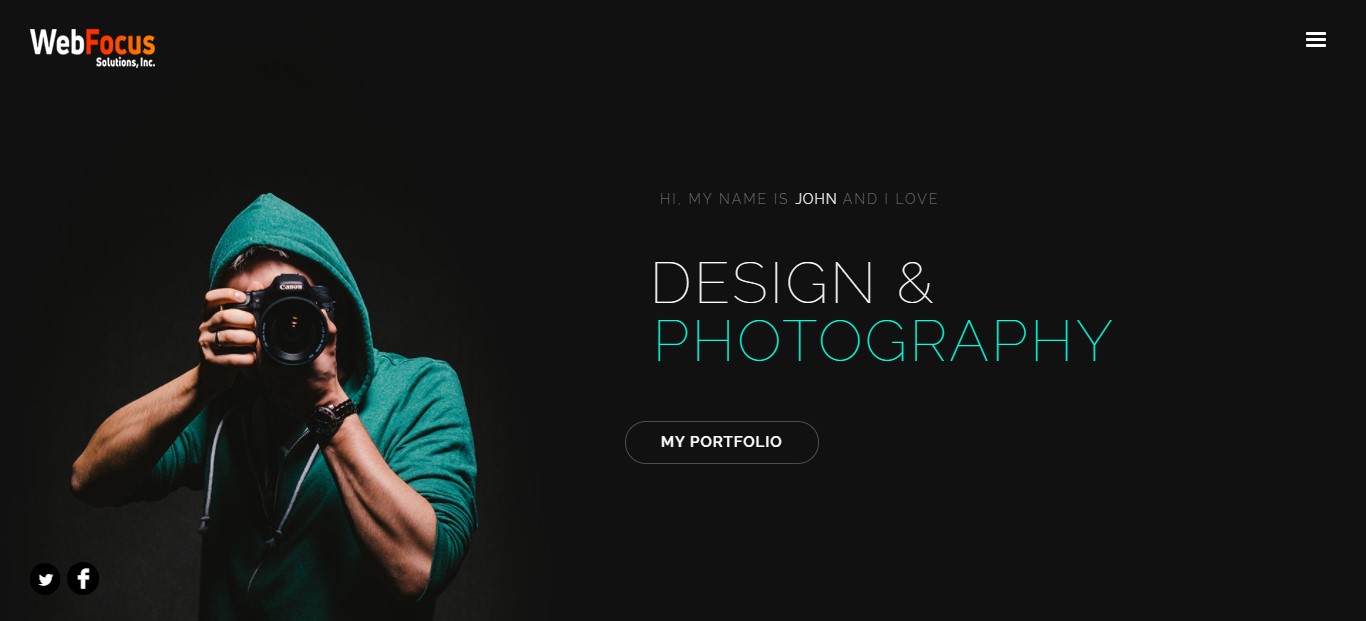 WebFocus
Solutions, Inc.
HI, MY NAME IS JOHN AND I LOVE
DESIGN &
PHOTOGRAPHY
Canon
MY PORTFOLIO